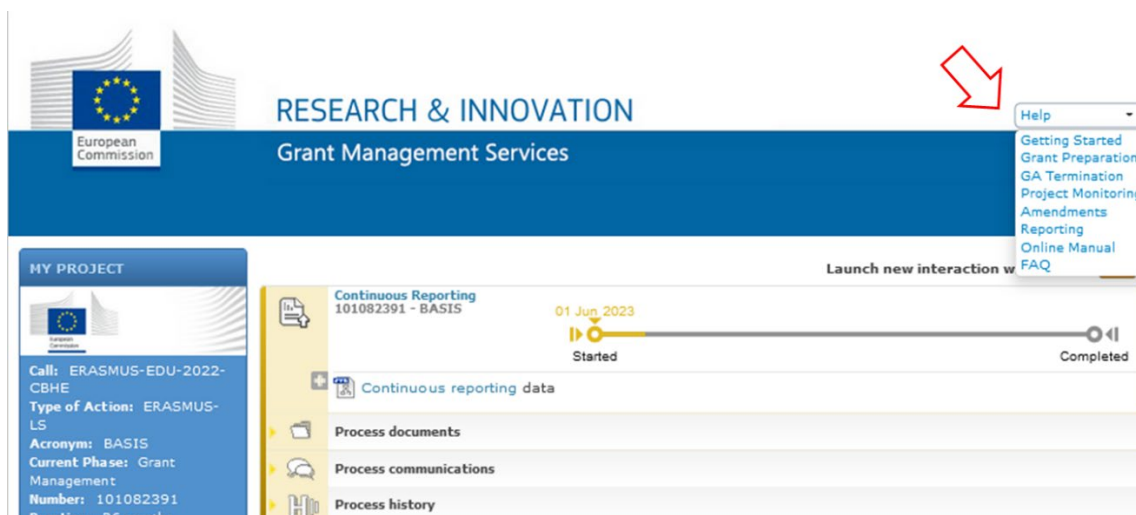 European
Commission
RESEARCH & INNOVATION
Grant Management Services
Help
Getting Started
Grant Preparation
GA Termination
Project Monitoring
Amendments
Reporting
Online Manual
FAQ
Launch new interaction w
MY PROJECT
European
Commission
Call: ERASMUS-EDU-2022-
CBHE
Type of Action: ERASMUS-
LS
Acronym: BASIS
Current Phase: Grant
Management
Number: 101082391
Continuous Reporting
101082391 - BASIS
01 Jun 2023
Started
Completed
Continuous reporting data
Process documents
Process communications
Process history